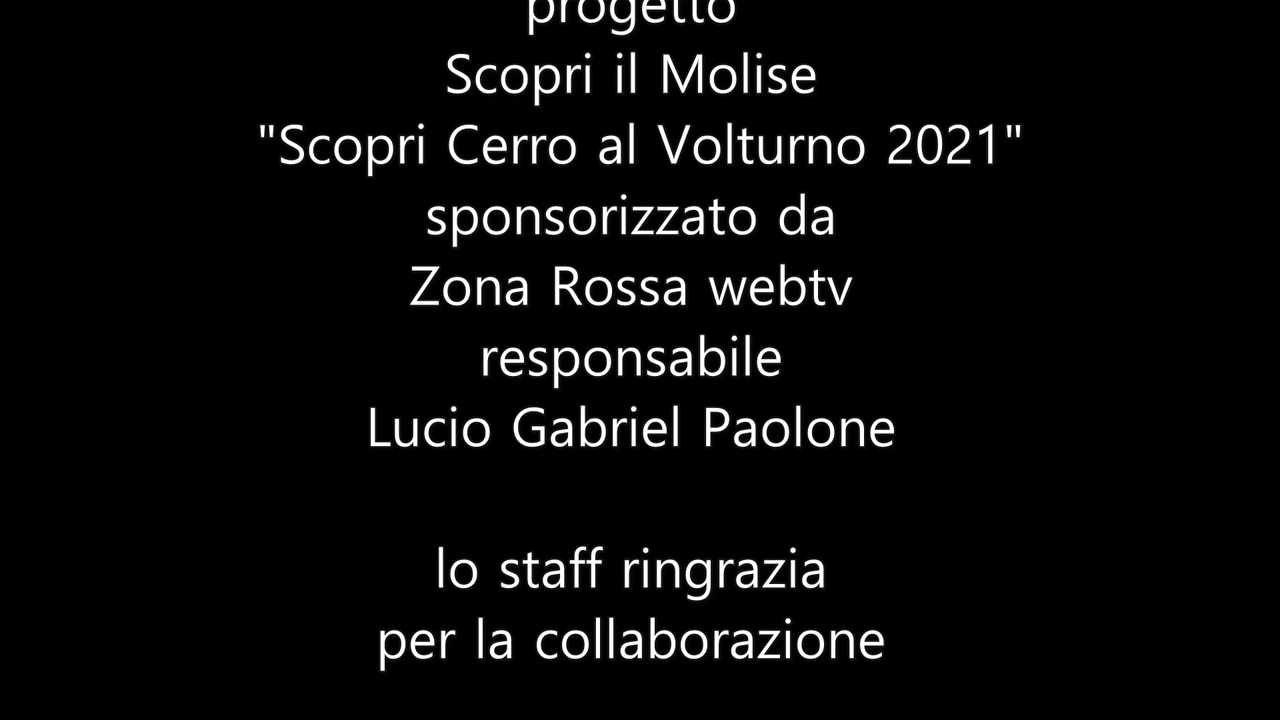 progetto
Scopri il Molise
"Scopri Cerro al Volturno 2021"
sponsorizzato da
Zona Rossa webtv
responsabile
Lucio Gabriel Paolone
lo staff ringrazia
per la collaborazione